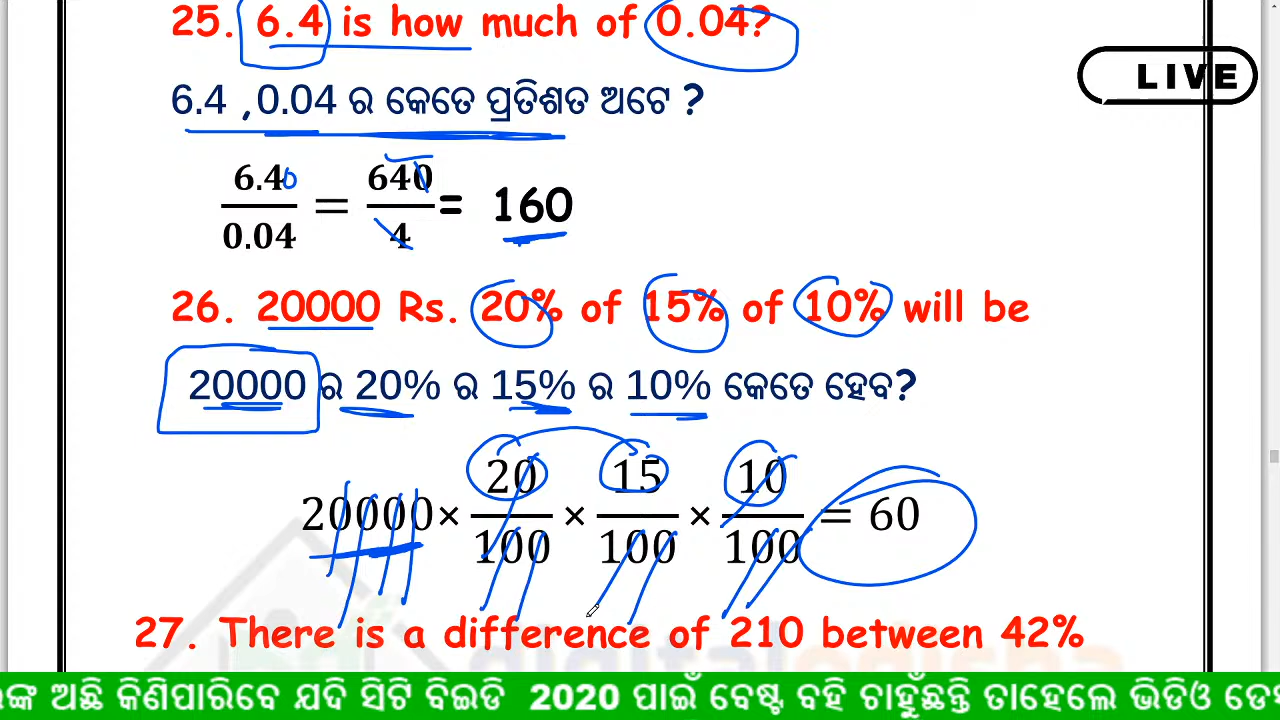 25. 6.4 is how much of 0.04?
LIVE
6.4 ,0.04 ର କେତେ ପ୍ରତିଶତ ଅଟେ ?
6.40/0.04 = 640/4 = 160
26. 20000 Rs. 20% of 15% of 10% will be
20000 ର 20% ର 15% ର 10% କେତେ ହେବ?
20000 × 20/100 × 15/100 × 10/100 = 60
27. There is a difference of 210 between 42%
ଅଛି କିଣିପାରିବେ ଯଦି ସିଟି ବିଇଡି 2020 ପାଇଁ ବେଷ୍ଟ ବହି ଚାହୁଁଛନ୍ତି ତାହେଲେ ଭିଡିଓ